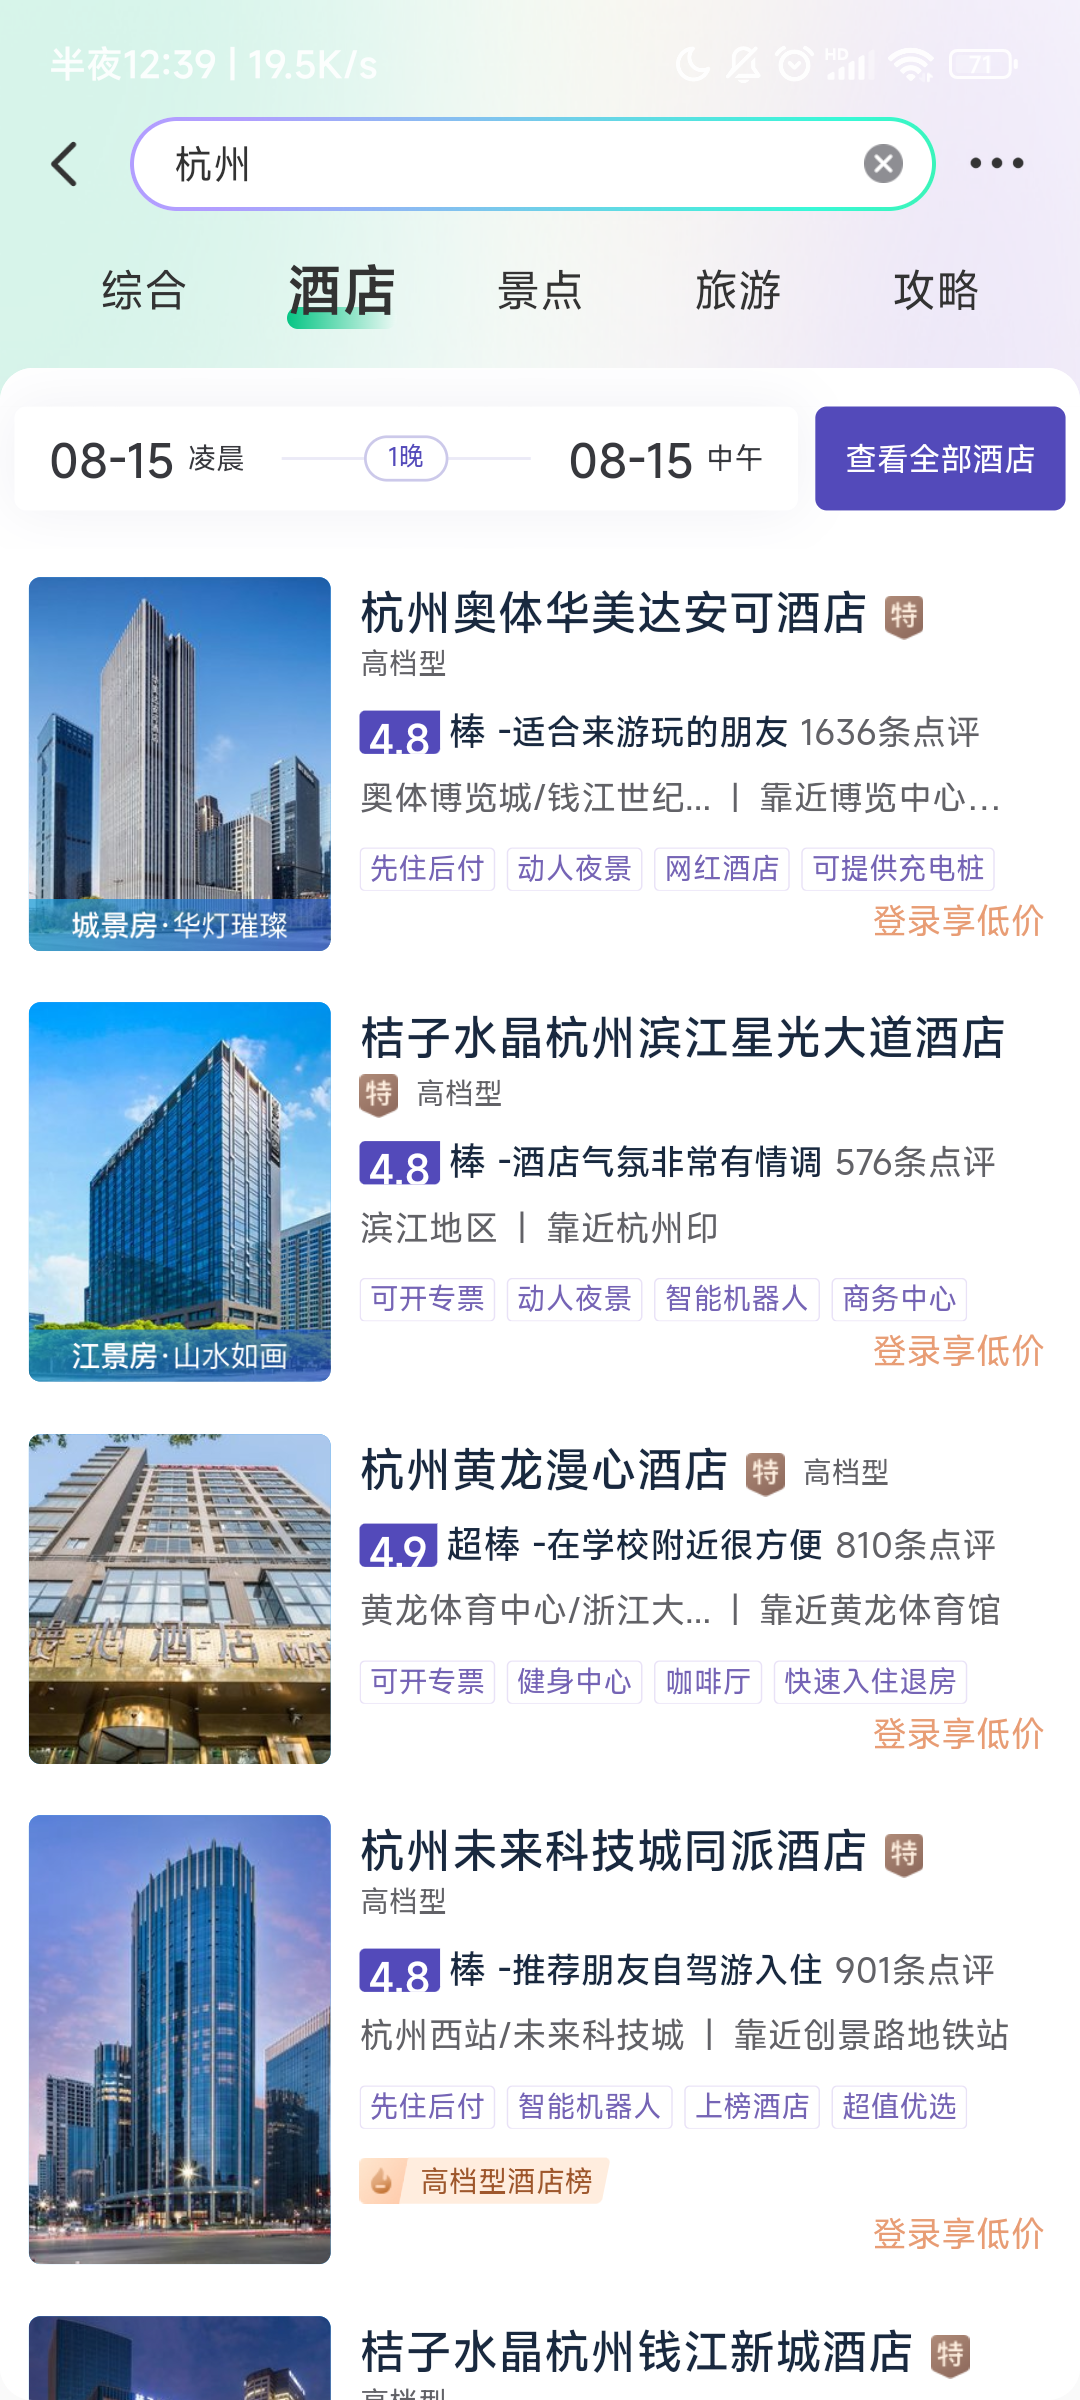 半夜12:39 | 19.5K/s
HD
71
杭州
综合 酒店 景点 旅游 攻略
08-15 凌晨 1晚 08-15 中午 查看全部酒店
杭州奥体华美达安可酒店 特
高档型
4.8 棒 -适合来游玩的朋友 1636条点评
奥体博览城/钱江世纪... | 靠近博览中心...
先住后付 动人夜景 网红酒店 可提供充电桩
城景房·华灯璀璨
登录享低价
桔子水晶杭州滨江星光大道酒店
特 高档型
4.8 棒 -酒店气氛非常有情调 576条点评
滨江地区 | 靠近杭州印
可开专票 动人夜景 智能机器人 商务中心
江景房·山水如画
登录享低价
杭州黄龙漫心酒店 特 高档型
4.9 超棒 -在学校附近很方便 810条点评
黄龙体育中心/浙江大... | 靠近黄龙体育馆
漫心酒店 MA
可开专票 健身中心 咖啡厅 快速入住退房
登录享低价
杭州未来科技城同派酒店 特
高档型
4.8 棒 -推荐朋友自驾游入住 901条点评
杭州西站/未来科技城 | 靠近创景路地铁站
先住后付 智能机器人 上榜酒店 超值优选
高档型酒店榜
登录享低价
桔子水晶杭州钱江新城酒店 特
高档型